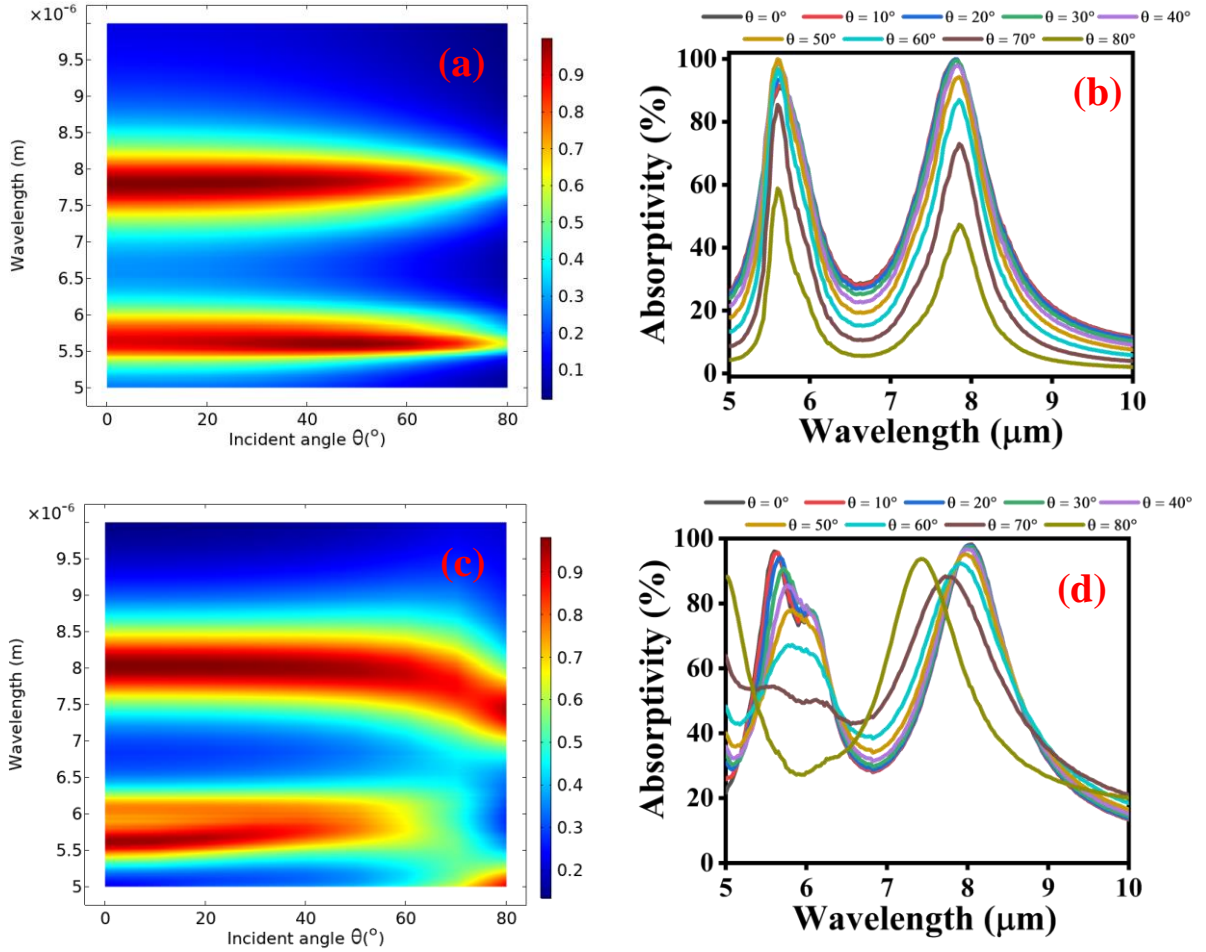 ×10⁻⁶
9.5
9
8.5
8
7.5
7
6.5
6
5.5
5
Wavelength (m)
0 20 40 60 80
Incident angle θ(°)
0.9
0.8
0.7
0.6
0.5
0.4
0.3
0.2
0.1
(a)
θ = 0° θ = 10° θ = 20° θ = 30° θ = 40°
θ = 50° θ = 60° θ = 70° θ = 80°
100
80
60
40
20
0
Absorptivity (%)
(b)
5 6 7 8 9 10
Wavelength (μm)
×10⁻⁶
9.5
9
8.5
8
7.5
7
6.5
6
5.5
5
Wavelength (m)
0 20 40 60 80
Incident angle θ(°)
0.9
0.8
0.7
0.6
0.5
0.4
0.3
0.2
(c)
θ = 0° θ = 10° θ = 20° θ = 30° θ = 40°
θ = 50° θ = 60° θ = 70° θ = 80°
100
80
60
40
20
0
Absorptivity (%)
(d)
5 6 7 8 9 10
Wavelength (μm)